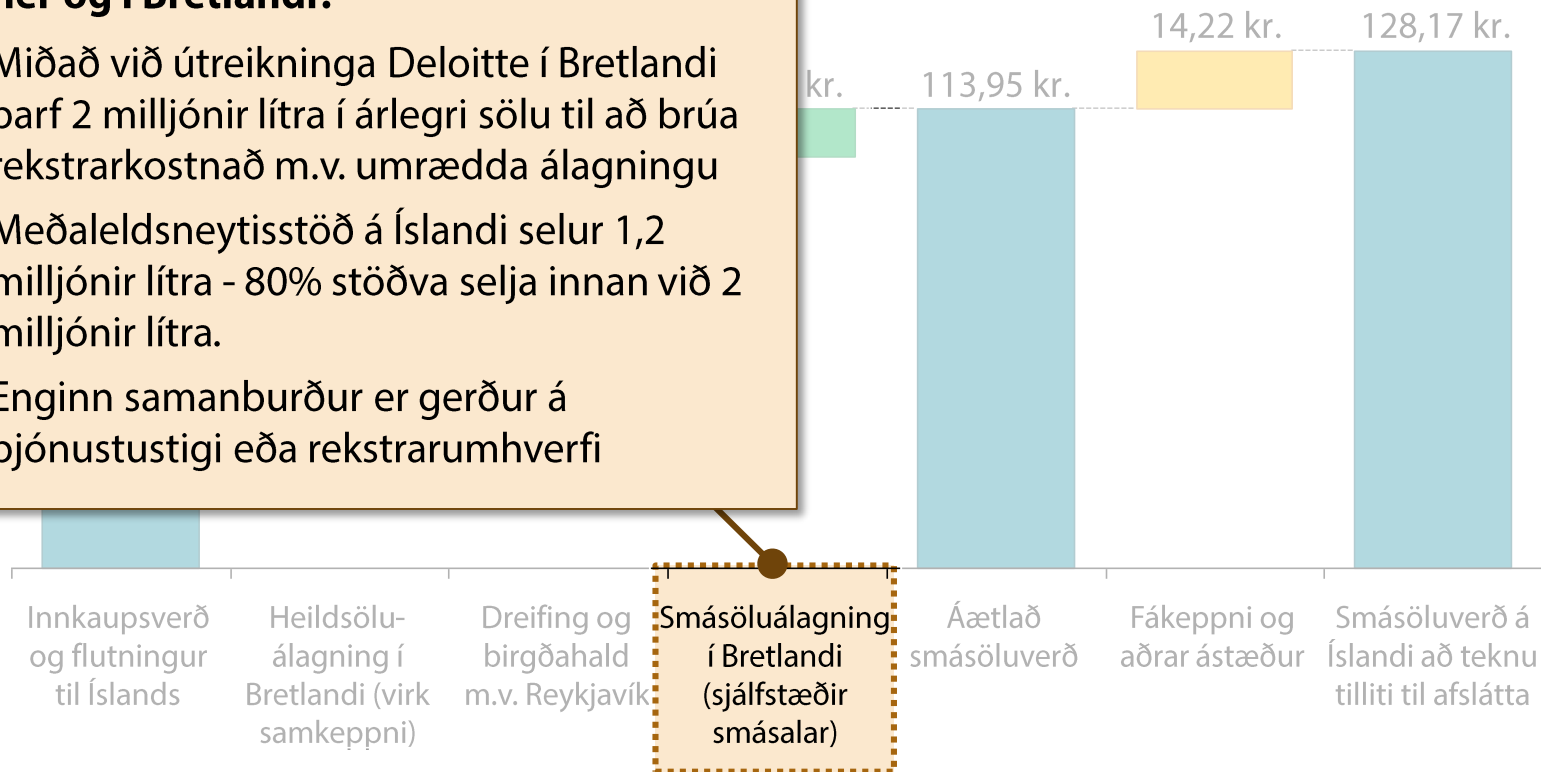 hér og í Bretlandi.
Miðað við útreikninga Deloitte í Bretlandi
þarf 2 milljónir lítra í árlegri sölu til að brúa
rekstrarkostnað m.v. umrædda álagningu
Meðaleldsneytisstöð á Íslandi selur 1,2
milljónir lítra - 80% stöðva selja innan við 2
milljónir lítra.
Enginn samanburður er gerður á
þjónustustigi eða rekstrarumhverfi
kr.
113,95 kr.
14,22 kr.
128,17 kr.
Innkaupsverð
og flutningur
til Íslands
Heildsölu-
álagning í
Bretlandi (virk
samkeppni)
Dreifing og
birgðahald
m.v. Reykjavík
Smásöluálagning
í Bretlandi
(sjálfstæðir
smásalar)
Áætlað
smásöluverð
Fákeppni og
aðrar ástæður
Smásöluverð á
Íslandi að teknu
tilliti til afslátta